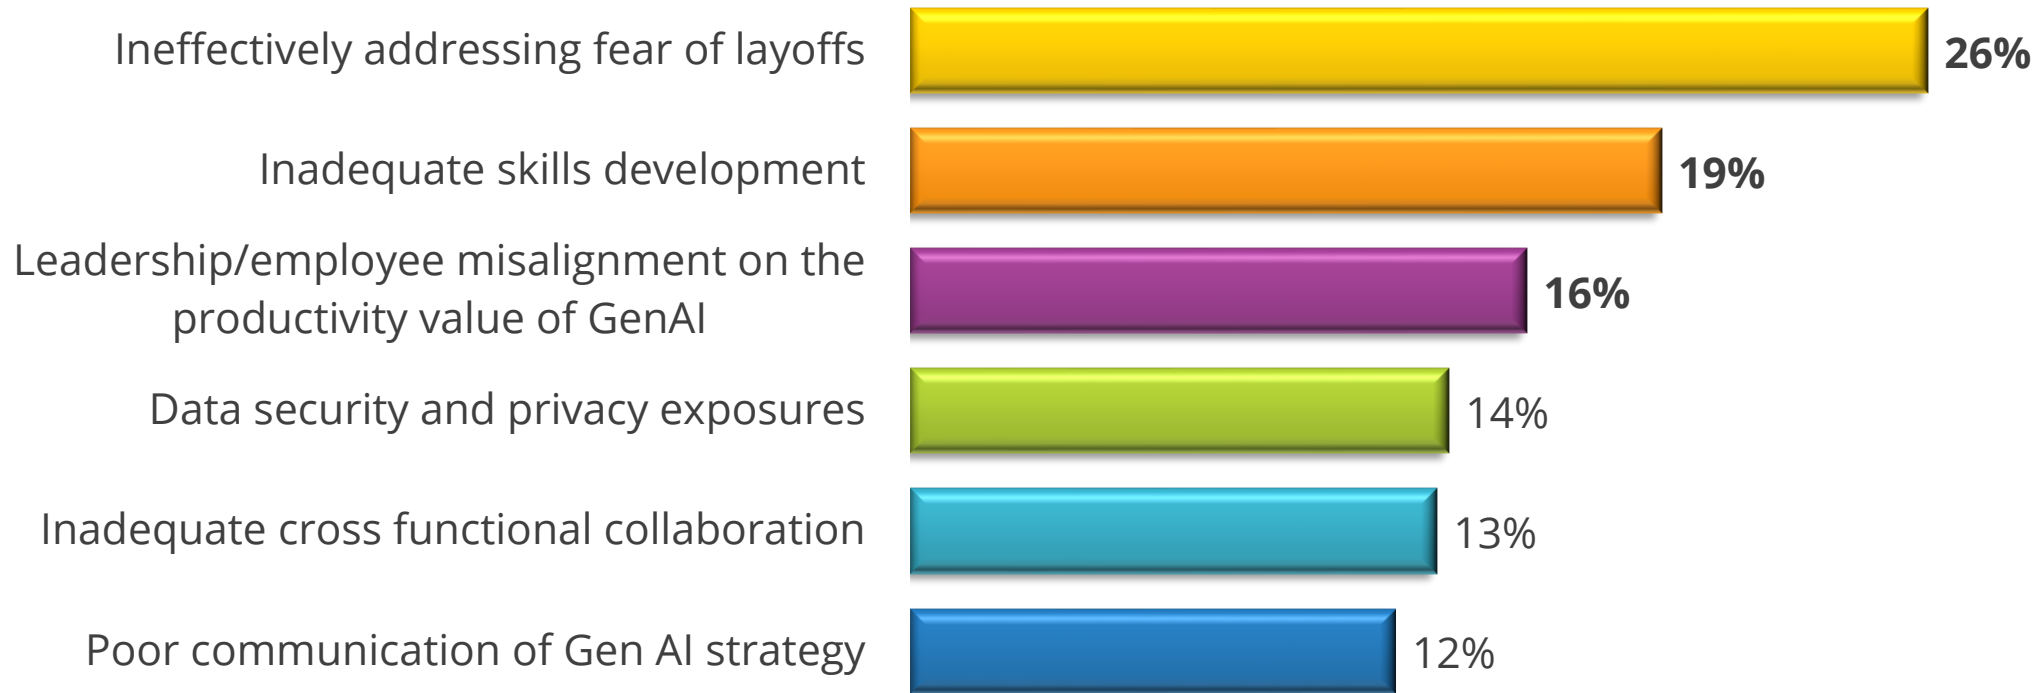 Ineffectively addressing fear of layoffs
26%
Inadequate skills development
19%
Leadership/employee misalignment on the
productivity value of GenAI
16%
Data security and privacy exposures
14%
Inadequate cross functional collaboration
13%
Poor communication of Gen AI strategy
12%